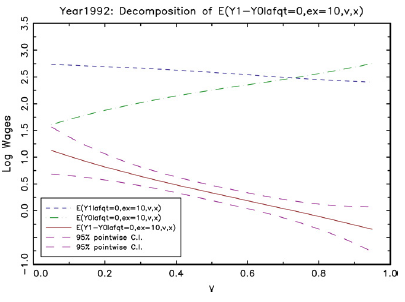 Year1992: Decomposition of E(Y1-Y0|afqt=0,ex=10,v,x)
Log Wages
3.5
3.0
2.5
2.0
1.5
1.0
0.5
0.0
-1.0
E(Y1|afqt=0,ex=10,v,x)
E(Y0|afqt=0,ex=10,v,x)
E(Y1-Y0|afqt=0,ex=10,v,x)
95% pointwise C.I.
95% pointwise C.I.
0.0 0.2 0.4 0.6 0.8 1.0
V